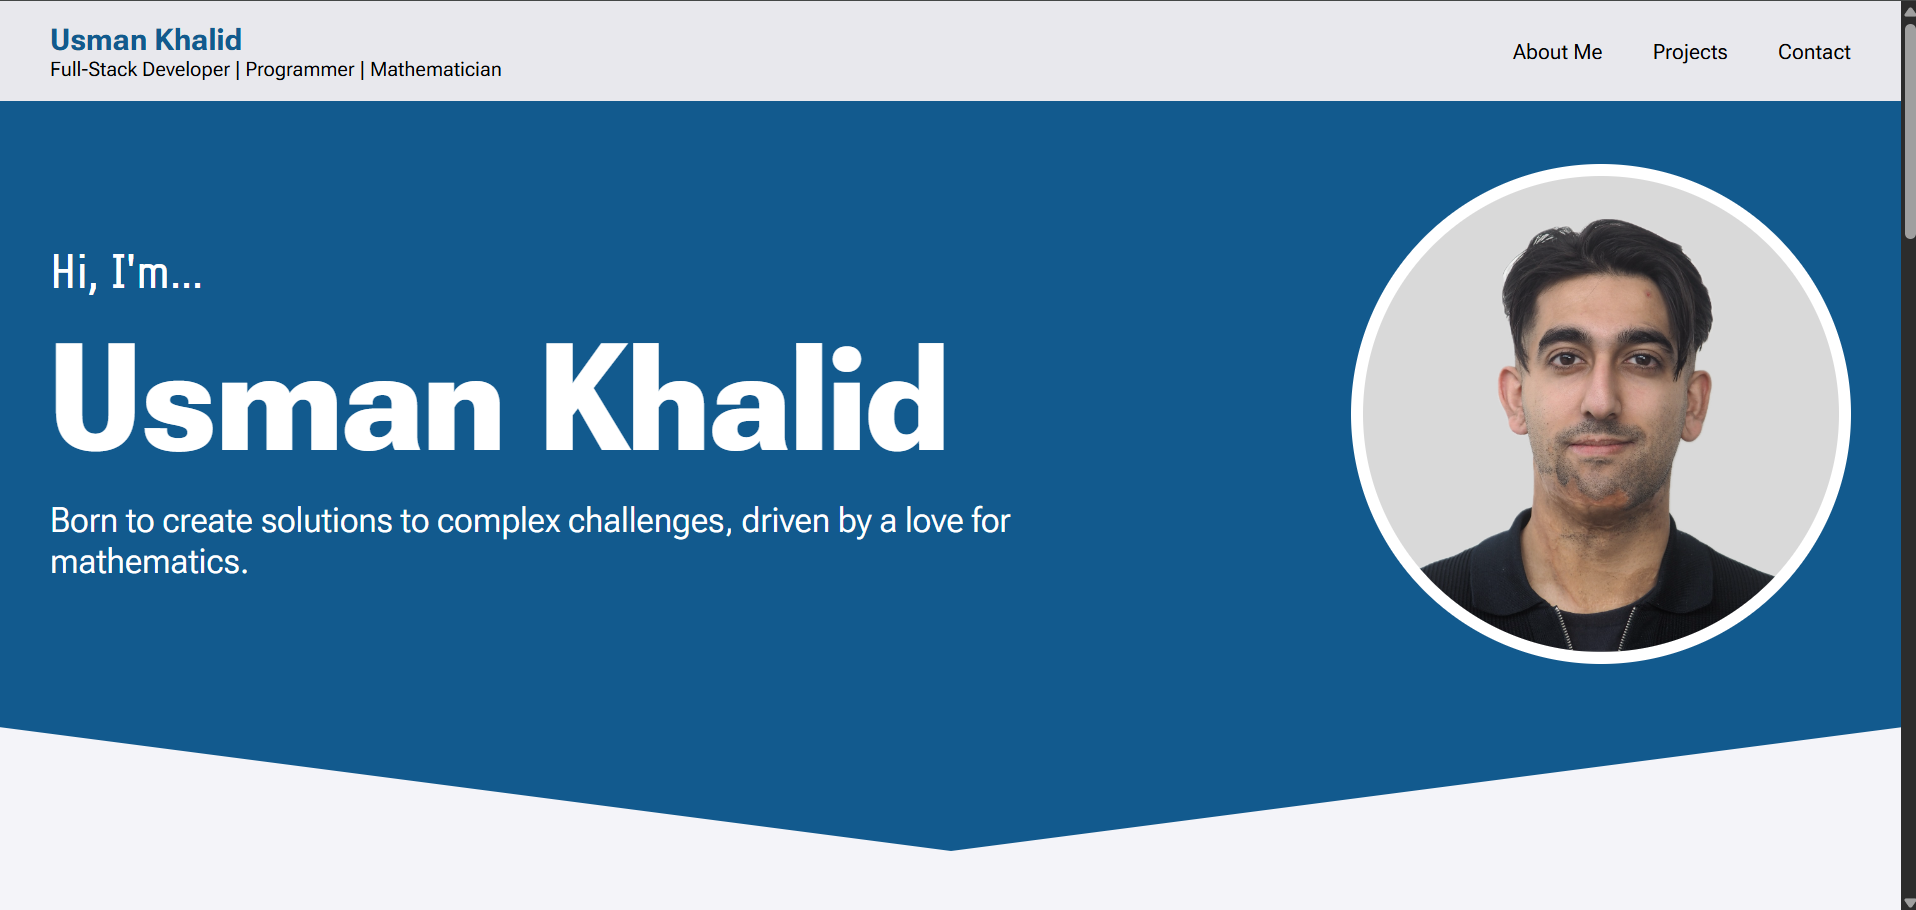 Usman Khalid
Full-Stack Developer | Programmer | Mathematician
About Me
Projects
Contact
Hi, I'm...
Usman Khalid
Born to create solutions to complex challenges, driven by a love for
mathematics.